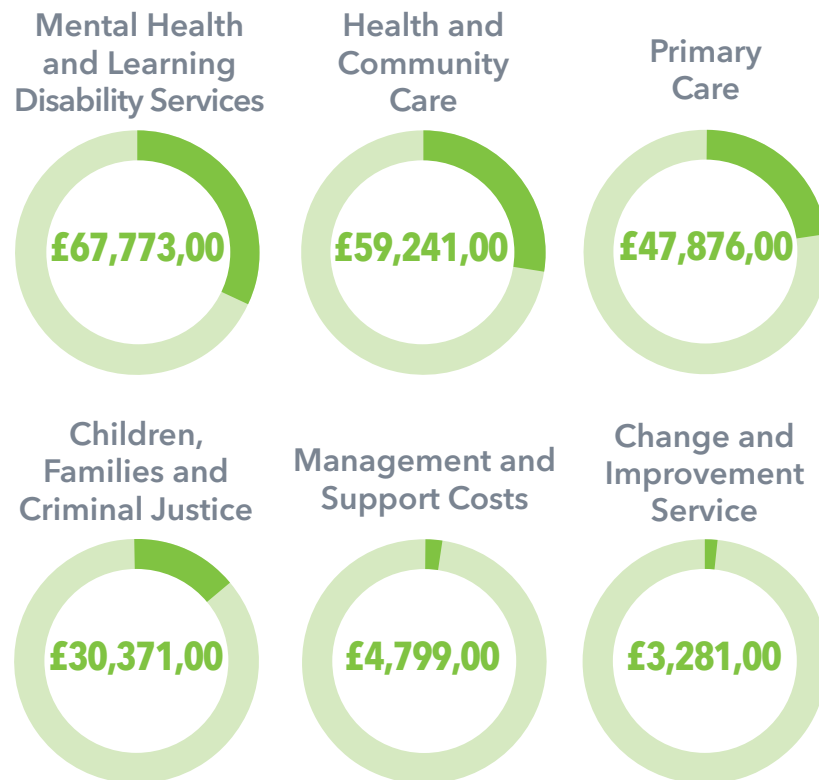 Mental Health
and Learning
Disability Services
£67,773,00
Health and
Community
Care
£59,241,00
Primary
Care
£47,876,00
Children,
Families and
Criminal Justice
£30,371,00
Management and
Support Costs
£4,799,00
Change and
Improvement
Service
£3,281,00